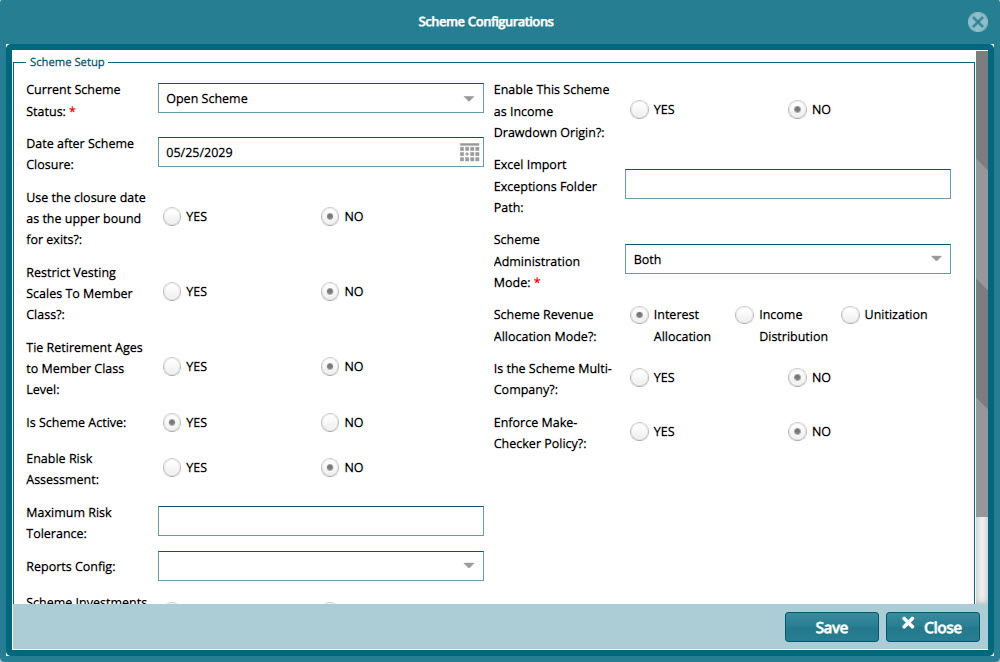 Scheme Configurations
Scheme Setup
Current Scheme
Status: *
Open Scheme
Date after Scheme
Closure:
05/25/2029
Use the closure date
as the upper bound
for exits?:
YES
NO
Restrict Vesting
Scales To Member
Class?:
YES
NO
Tie Retirement Ages
to Member Class
Level:
YES
NO
Is Scheme Active:
YES
NO
Enable Risk
Assessment:
YES
NO
Maximum Risk
Tolerance:
Reports Config:
Scheme Investments
Enable This Scheme
as Income
Drawdown Origin?:
YES
NO
Excel Import
Exceptions Folder
Path:
Scheme
Administration
Mode: *
Both
Scheme Revenue
Allocation Mode?:
Interest
Allocation
Income
Distribution
Unitization
Is the Scheme Multi-
Company?:
YES
NO
Enforce Make-
Checker Policy?:
YES
NO
Save
Close